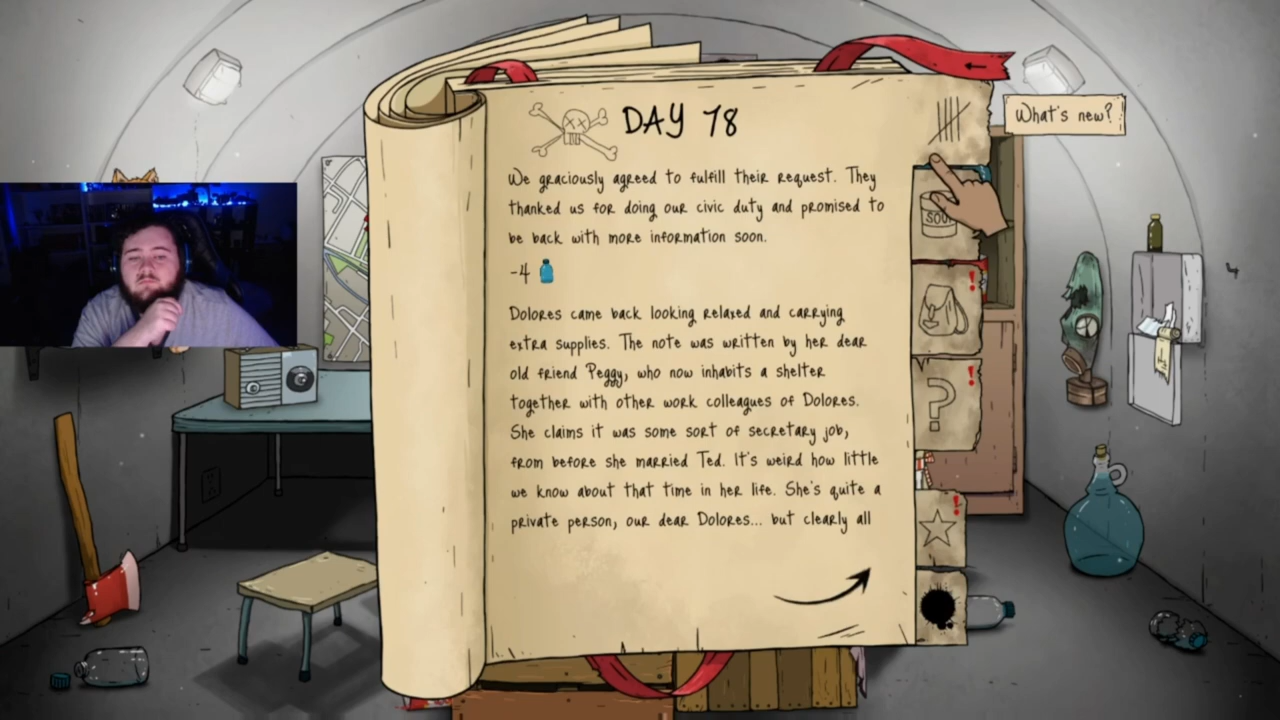 DAY 78
What's new?
We graciously agreed to fulfill their request. They
thanked us for doing our civic duty and promised to
be back with more information soon.
-4
Dolores came back looking relaxed and carrying
extra supplies. The note was written by her dear
old friend Peggy, who now inhabits a shelter
together with other work colleagues of Dolores.
She claims it was some sort of secretary job,
from before she married Ted. It's weird how little
we know about that time in her life. She's quite a
private person, our dear Dolores... but clearly all
SOUP